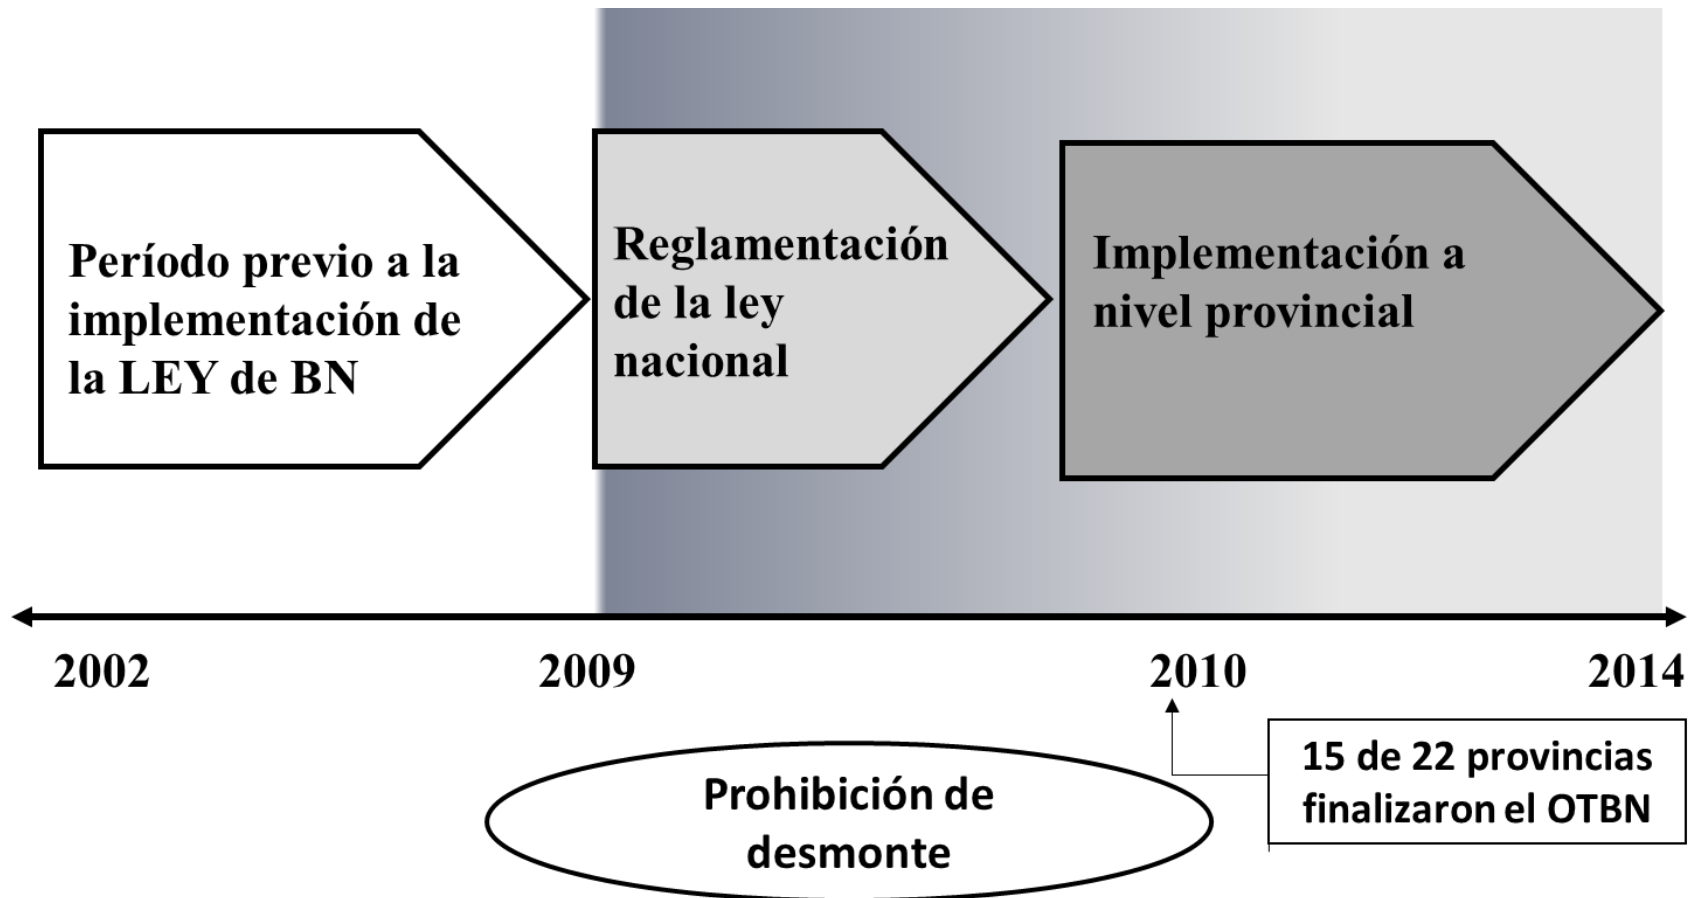 Período previo a la
implementación de
la LEY de BN
Reglamentación
de la ley
nacional
Implementación a
nivel provincial
2002
2009
2010
2014
Prohibición de
desmonte
15 de 22 provincias
finalizaron el OTBN